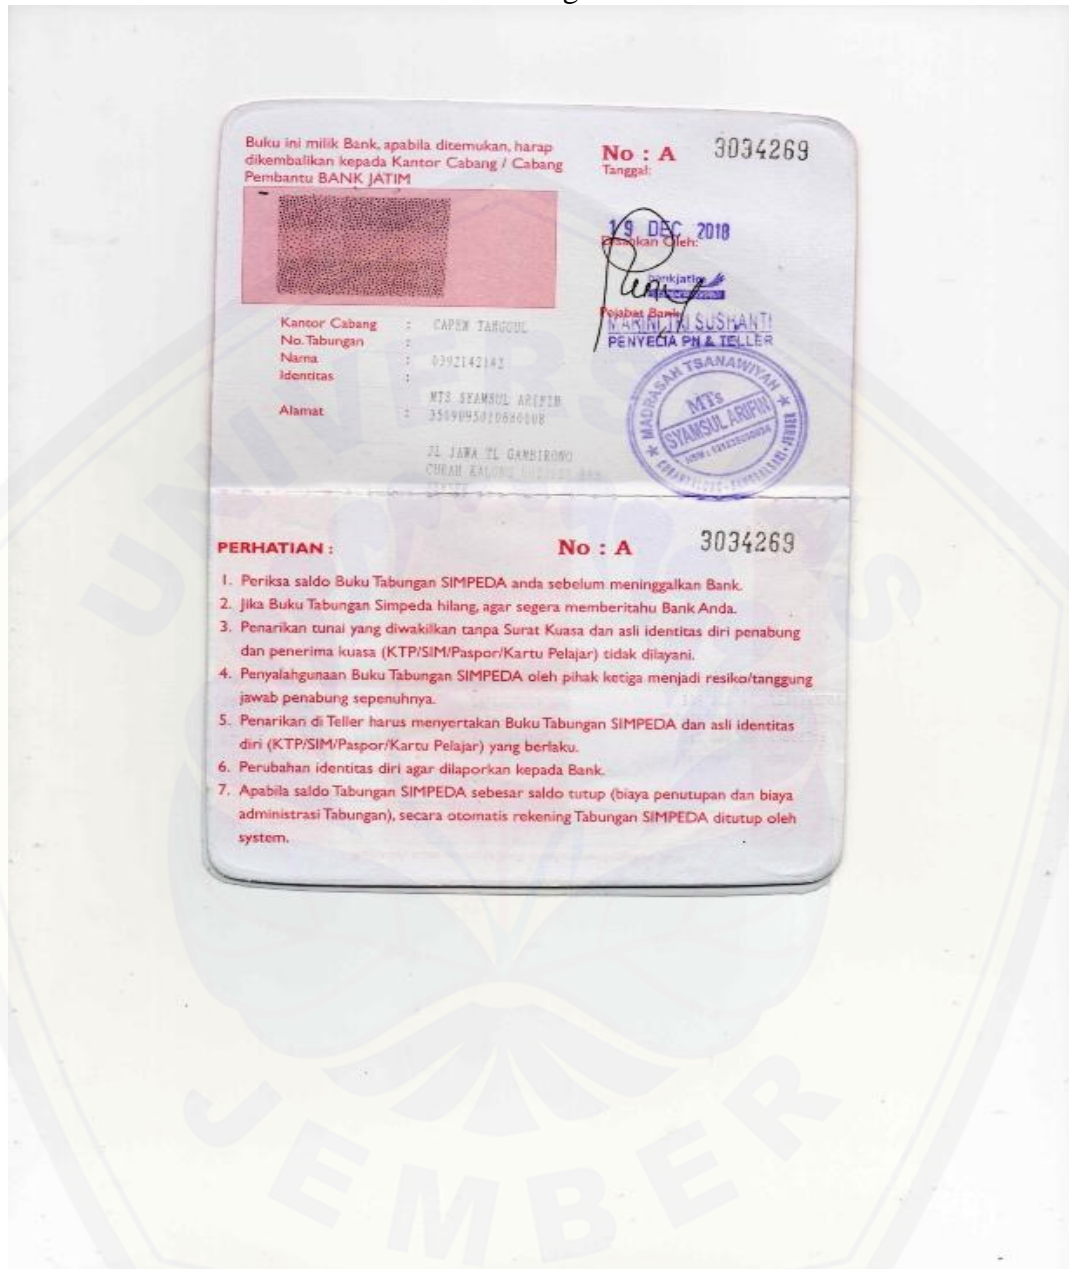 Buku ini milik Bank, apabila ditemukan, harap
dikembalikan kepada Kantor Cabang / Cabang
Pembantu BANK JATIM
No : A 3034269
Tanggal:
19 DEC 2018
Disahkan Oleh:
bankjatim
Pejabat Bank
PENYELIA PN & TELLER
Kantor Cabang : CAPEM TANGGUL
No. Tabungan :
Nama : 0392142142
Identitas :
MTS SYAMSUL ARIFIN
Alamat :
JL JAWA TL GAMBIRONO
MADRASAH TSANAWIYAH
MTs
SYAMSUL ARIFIN
PERHATIAN :
No : A 3034269
1. Periksa saldo Buku Tabungan SIMPEDA anda sebelum meninggalkan Bank.
2. Jika Buku Tabungan Simpeda hilang, agar segera memberitahu Bank Anda.
3. Penarikan tunai yang diwakilkan tanpa Surat Kuasa dan asli identitas diri penabung
dan penerima kuasa (KTP/SIM/Paspor/Kartu Pelajar) tidak dilayani.
4. Penyalahgunaan Buku Tabungan SIMPEDA oleh pihak ketiga menjadi resiko/tanggung
jawab penabung sepenuhnya.
5. Penarikan di Teller harus menyertakan Buku Tabungan SIMPEDA dan asli identitas
diri (KTP/SIM/Paspor/Kartu Pelajar) yang berlaku.
6. Perubahan identitas diri agar dilaporkan kepada Bank.
7. Apabila saldo Tabungan SIMPEDA sebesar saldo tutup (biaya penutupan dan biaya
administrasi Tabungan), secara otomatis rekening Tabungan SIMPEDA ditutup oleh
system.
UNIVERSITAS
JEMBER